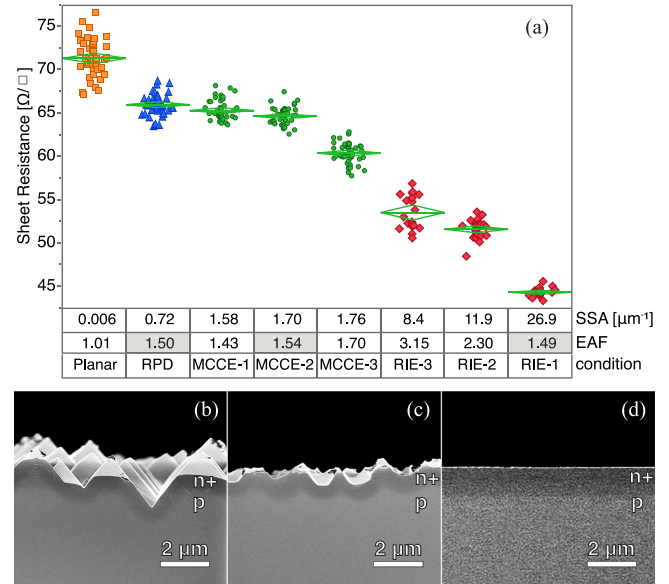 (a)
Sheet Resistance [Ω/□]
75
70
65
60
55
50
45
0.006 0.72 1.58 1.70 1.76 8.4 11.9 26.9 SSA [µm⁻¹]
1.01 1.50 1.43 1.54 1.70 3.15 2.30 1.49 EAF
Planar RPD MCCE-1 MCCE-2 MCCE-3 RIE-3 RIE-2 RIE-1 condition
(b) (c) (d)
n+ n+ n+
p p p
2 µm 2 µm 2 µm